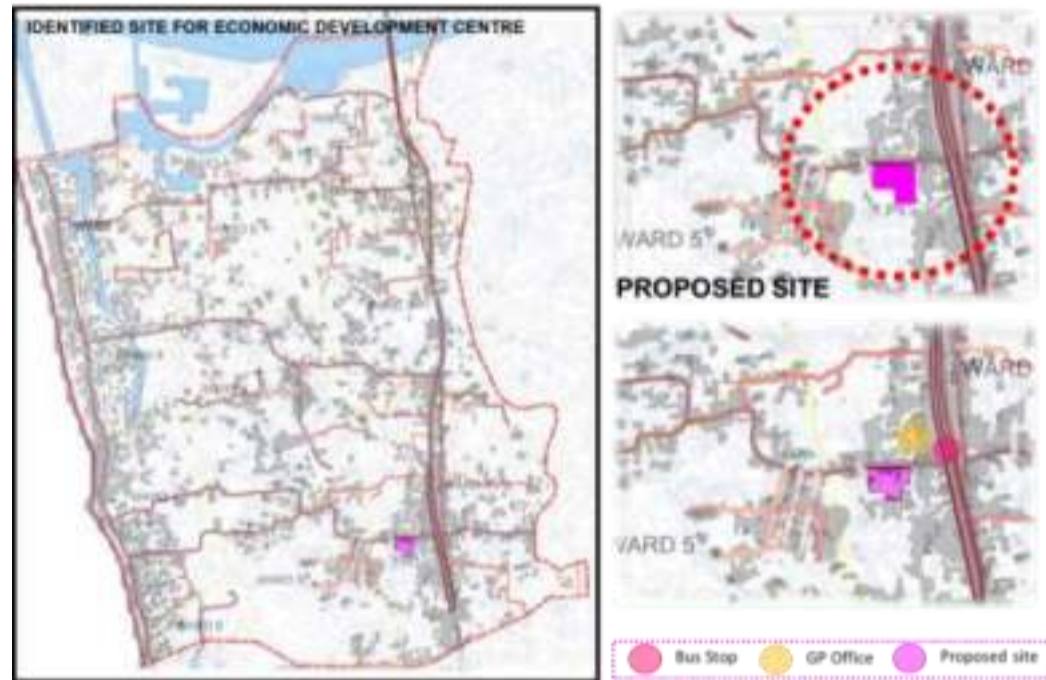 IDENTIFIED SITE FOR ECONOMIC DEVELOPMENT CENTRE
WARD
WARD 5
PROPOSED SITE
WARD
WARD 5
Bus Stop
GP Office
Proposed site